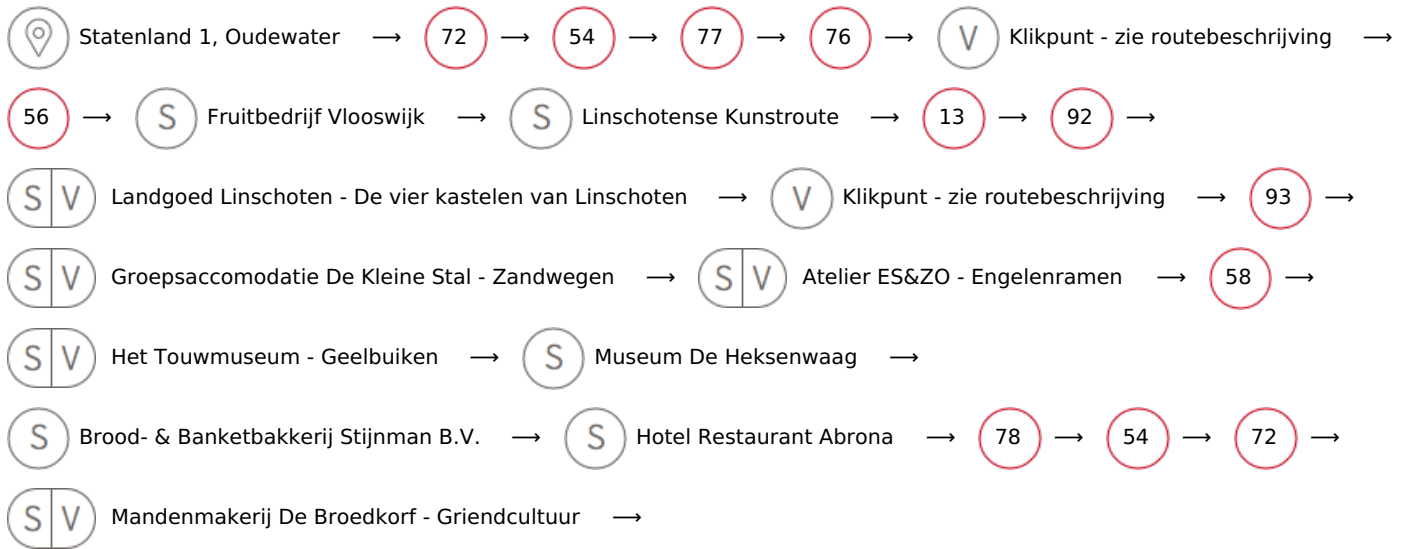 Statenland 1, Oudewater → 72 → 54 → 77 → 76 → V Klikpunt - zie routebeschrijving →
56 → S Fruitbedrijf Vlooswijk → S Linschotense Kunstroute → 13 → 92 →
S V Landgoed Linschoten - De vier kastelen van Linschoten → V Klikpunt - zie routebeschrijving → 93 →
S V Groepsaccomodatie De Kleine Stal - Zandwegen → S V Atelier ES&ZO - Engelenramen → 58 →
S V Het Touwmuseum - Geelbuiken → S Museum De Heksenwaag →
S Brood- & Banketbakkerij Stijnman B.V. → S Hotel Restaurant Abrona → 78 → 54 → 72 →
S V Mandenmakerij De Broedkorf - Griendcultuur →